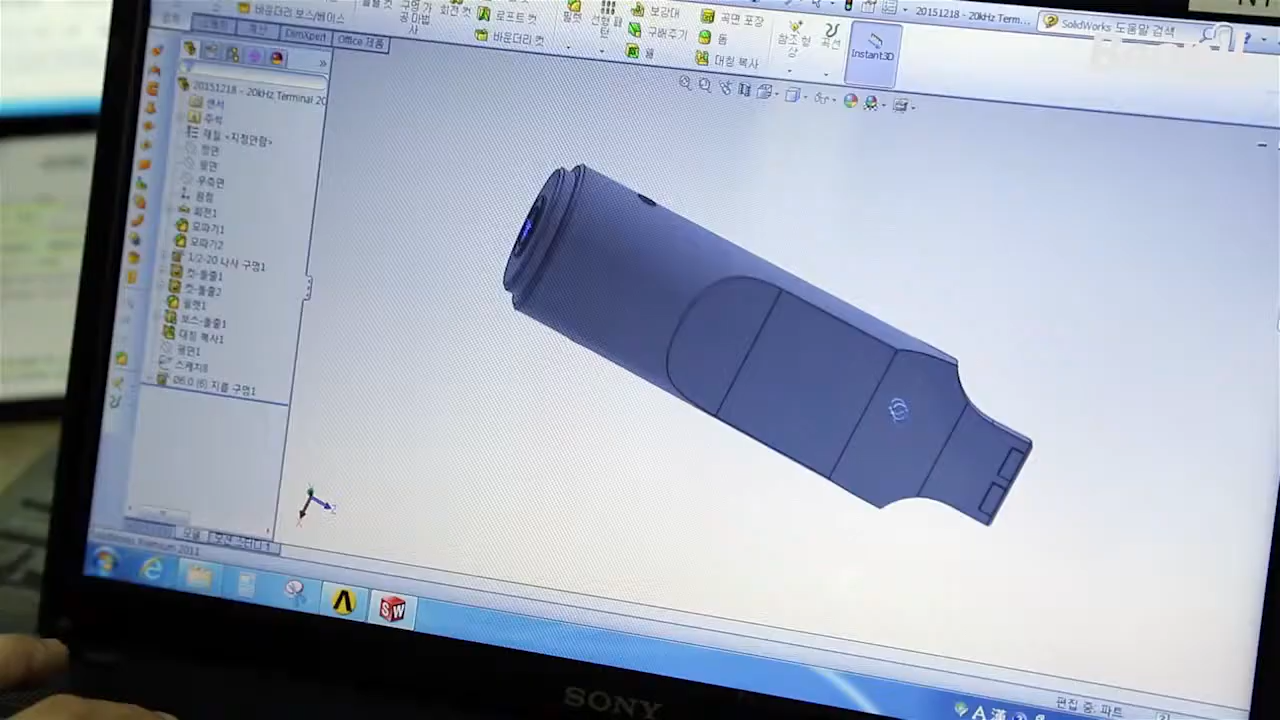 바운더리 보스/베이스
로프트 컷
바운더리 컷
보강대
구배주기
쉘
곡면 포장
돔
대칭 복사
Instant3D
20151218 - 20kHz Term...
SolidWorks 도움말 검색
DimXpert
Office 제품
20151218 - 20kHz Terminal 20
센서
주석
재질 <지정안함>
정면
윗면
우측면
원점
회전1
모따기1
모따기2
1/2-20 나사 구멍1
컷-돌출1
컷-돌출2
필렛1
보스-돌출1
대칭 복사1
평면1
스케치8
Ø6.0 (6) 지름 구멍1
모델
SolidWorks Premium 2011
편집 중: 파트
SW
A 漢
SONY